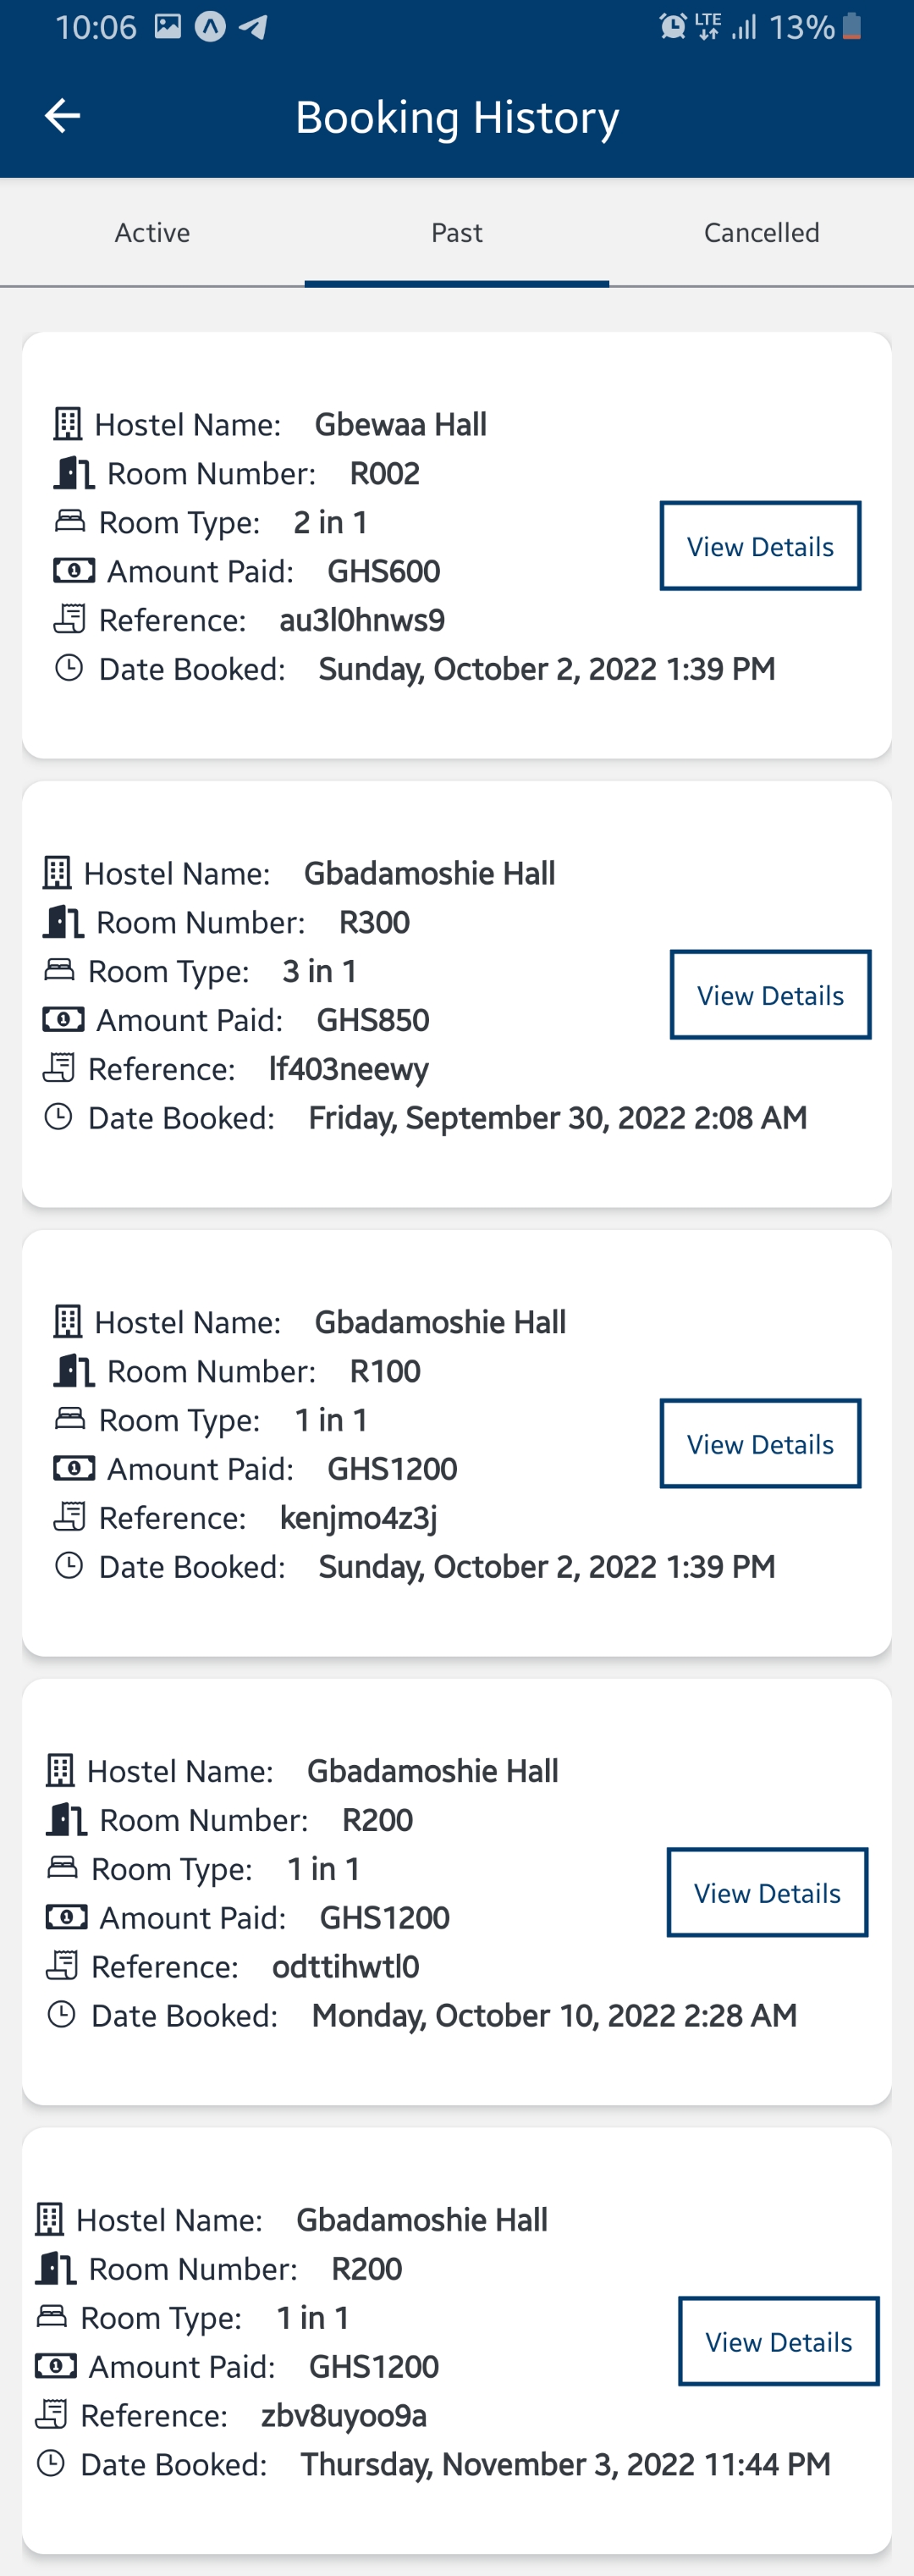 10:06 LTE 13%
Booking History
Active Past Cancelled
Hostel Name: Gbewaa Hall
Room Number: R002
Room Type: 2 in 1
View Details
Amount Paid: GHS600
Reference: au3l0hnws9
Date Booked: Sunday, October 2, 2022 1:39 PM
Hostel Name: Gbadamoshie Hall
Room Number: R300
Room Type: 3 in 1
View Details
Amount Paid: GHS850
Reference: lf403neewy
Date Booked: Friday, September 30, 2022 2:08 AM
Hostel Name: Gbadamoshie Hall
Room Number: R100
Room Type: 1 in 1
View Details
Amount Paid: GHS1200
Reference: kenjmo4z3j
Date Booked: Sunday, October 2, 2022 1:39 PM
Hostel Name: Gbadamoshie Hall
Room Number: R200
Room Type: 1 in 1
View Details
Amount Paid: GHS1200
Reference: odttihwtl0
Date Booked: Monday, October 10, 2022 2:28 AM
Hostel Name: Gbadamoshie Hall
Room Number: R200
Room Type: 1 in 1
View Details
Amount Paid: GHS1200
Reference: zbv8uyoo9a
Date Booked: Thursday, November 3, 2022 11:44 PM